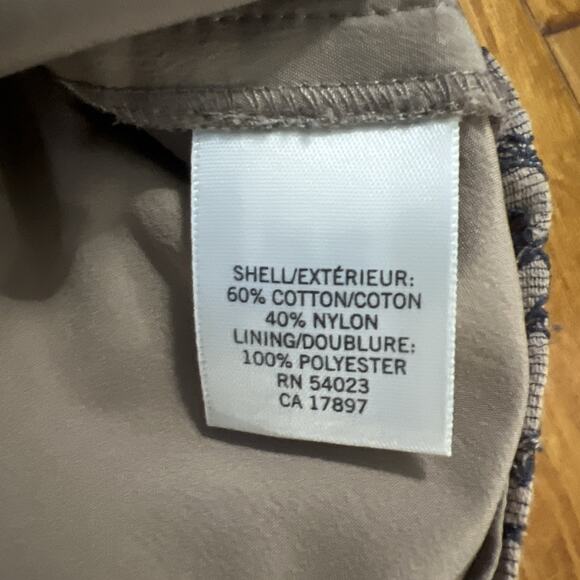 SHELL/EXTÉRIEUR:
60% COTTON/COTON
40% NYLON
LINING/DOUBLURE:
100% POLYESTER
RN 54023
CA 17897